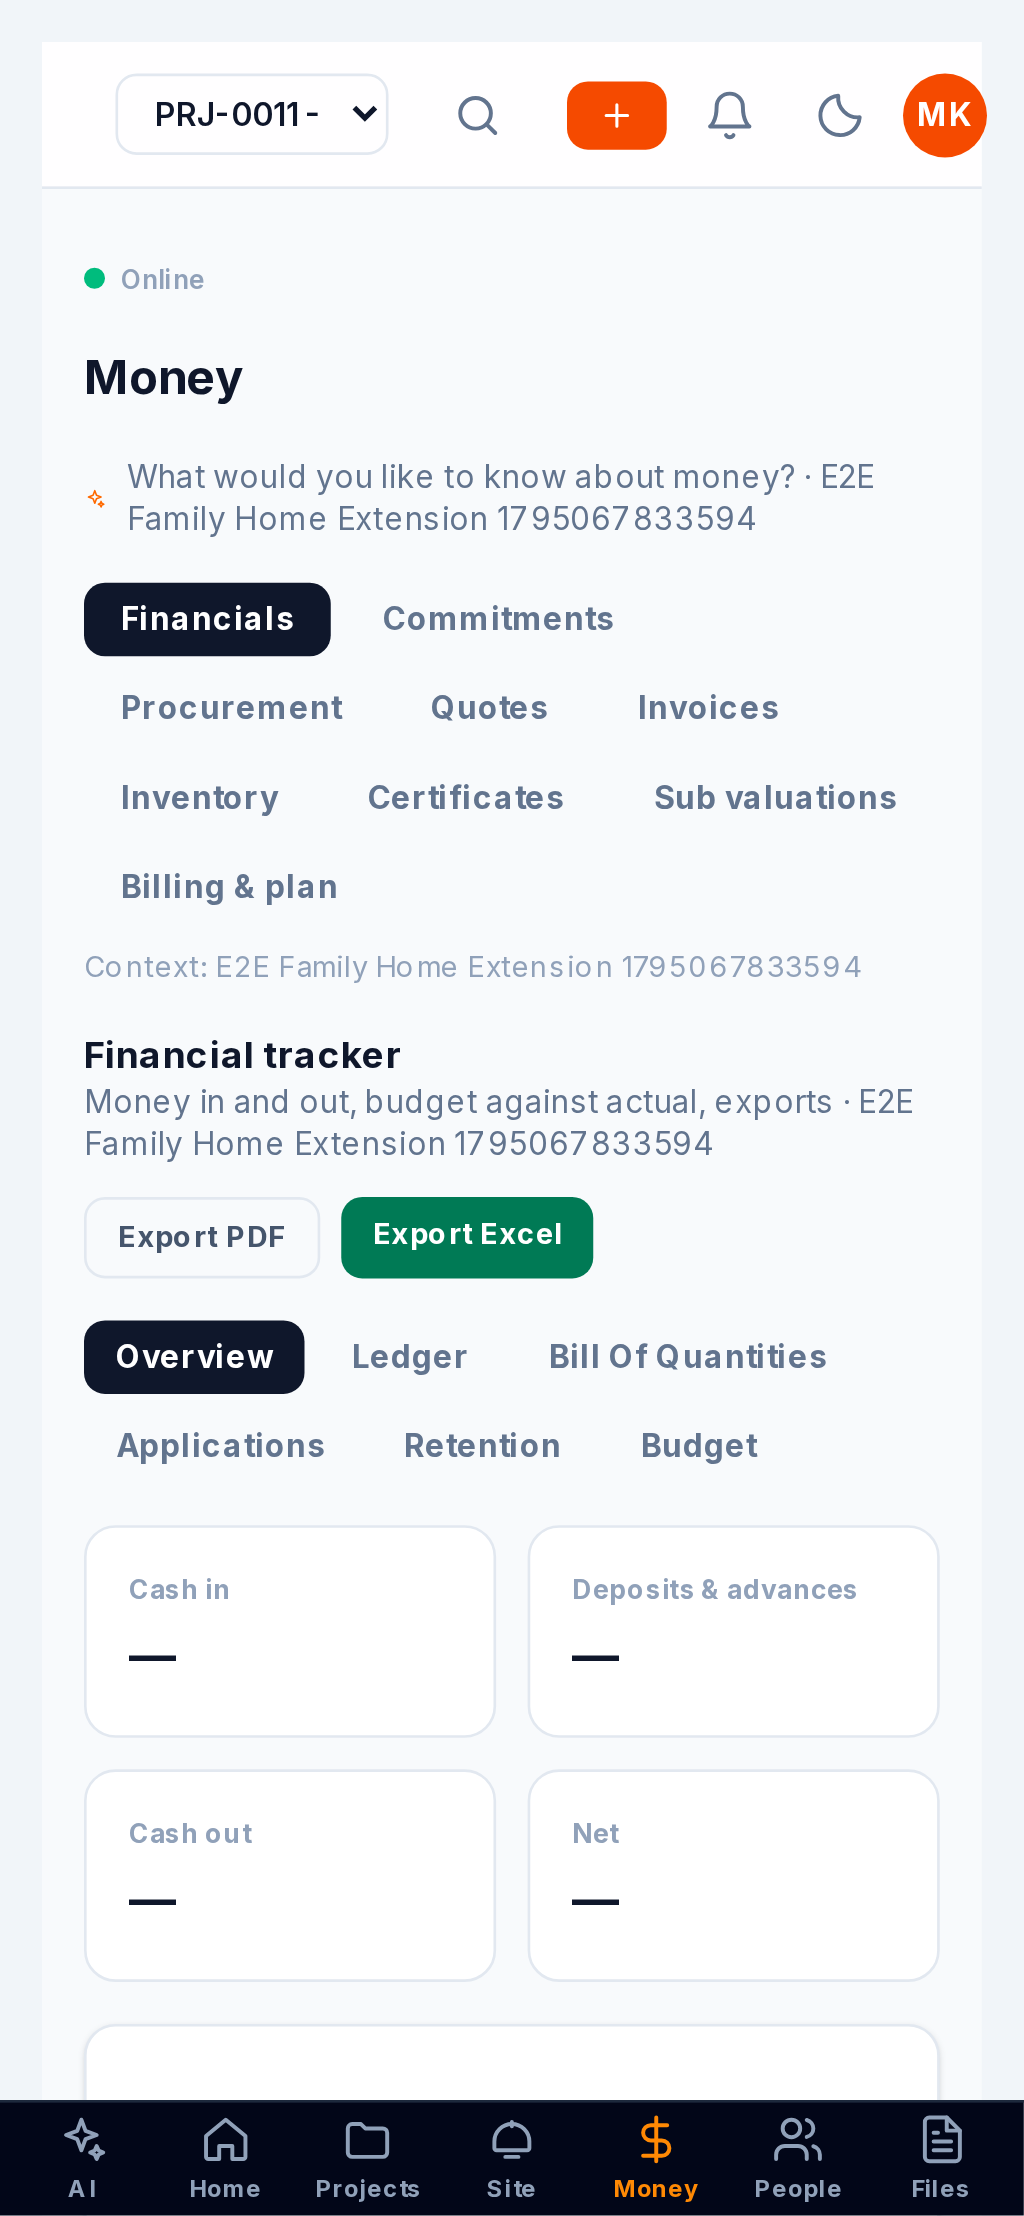 PRJ-0011 -
MK
Online
Money
What would you like to know about money? · E2E
Family Home Extension 1795067833594
Financials Commitments
Procurement Quotes Invoices
Inventory Certificates Sub valuations
Billing & plan
Context: E2E Family Home Extension 1795067833594
Financial tracker
Money in and out, budget against actual, exports · E2E
Family Home Extension 1795067833594
Export PDF Export Excel
Overview Ledger Bill Of Quantities
Applications Retention Budget
Cash in Deposits & advances
— —
Cash out Net
— —
AI Home Projects Site Money People Files